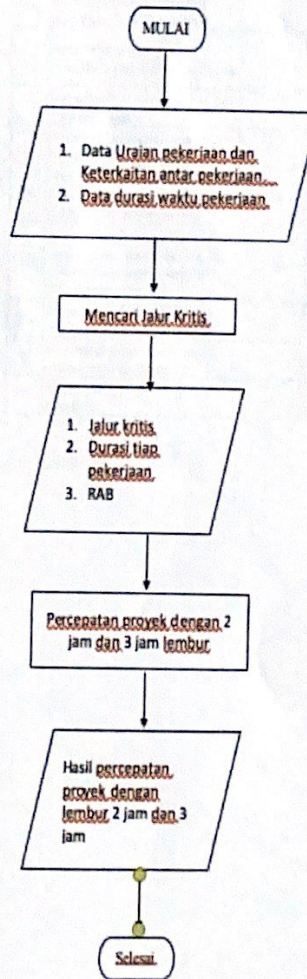 MULAI
1. Data Uraian pekerjaan dan
Keterkaitan antar pekerjaan
2. Data durasi waktu pekerjaan
Mencari Jalur Kritis
1. Jalur kritis
2. Durasi tiap
pekerjaan
3. RAB
Percepatan proyek dengan 2
jam dan 3 jam lembur
Hasil percepatan
proyek dengan
lembur 2 jam dan 3
jam
Selesai